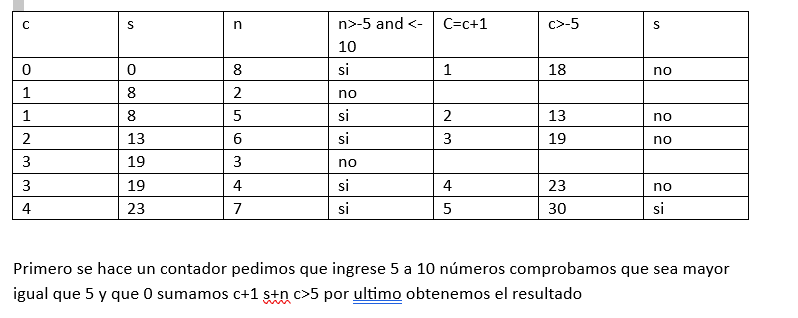 c s n n>-5 and <- C=c+1 c>-5 s
10
0 0 8 si 1 18 no
1 8 2 no
1 8 5 si 2 13 no
2 13 6 si 3 19 no
3 19 3 no
3 19 4 si 4 23 no
4 23 7 si 5 30 si
Primero se hace un contador pedimos que ingrese 5 a 10 números comprobamos que sea mayor
igual que 5 y que 0 sumamos c+1 s+n c>5 por ultimo obtenemos el resultado